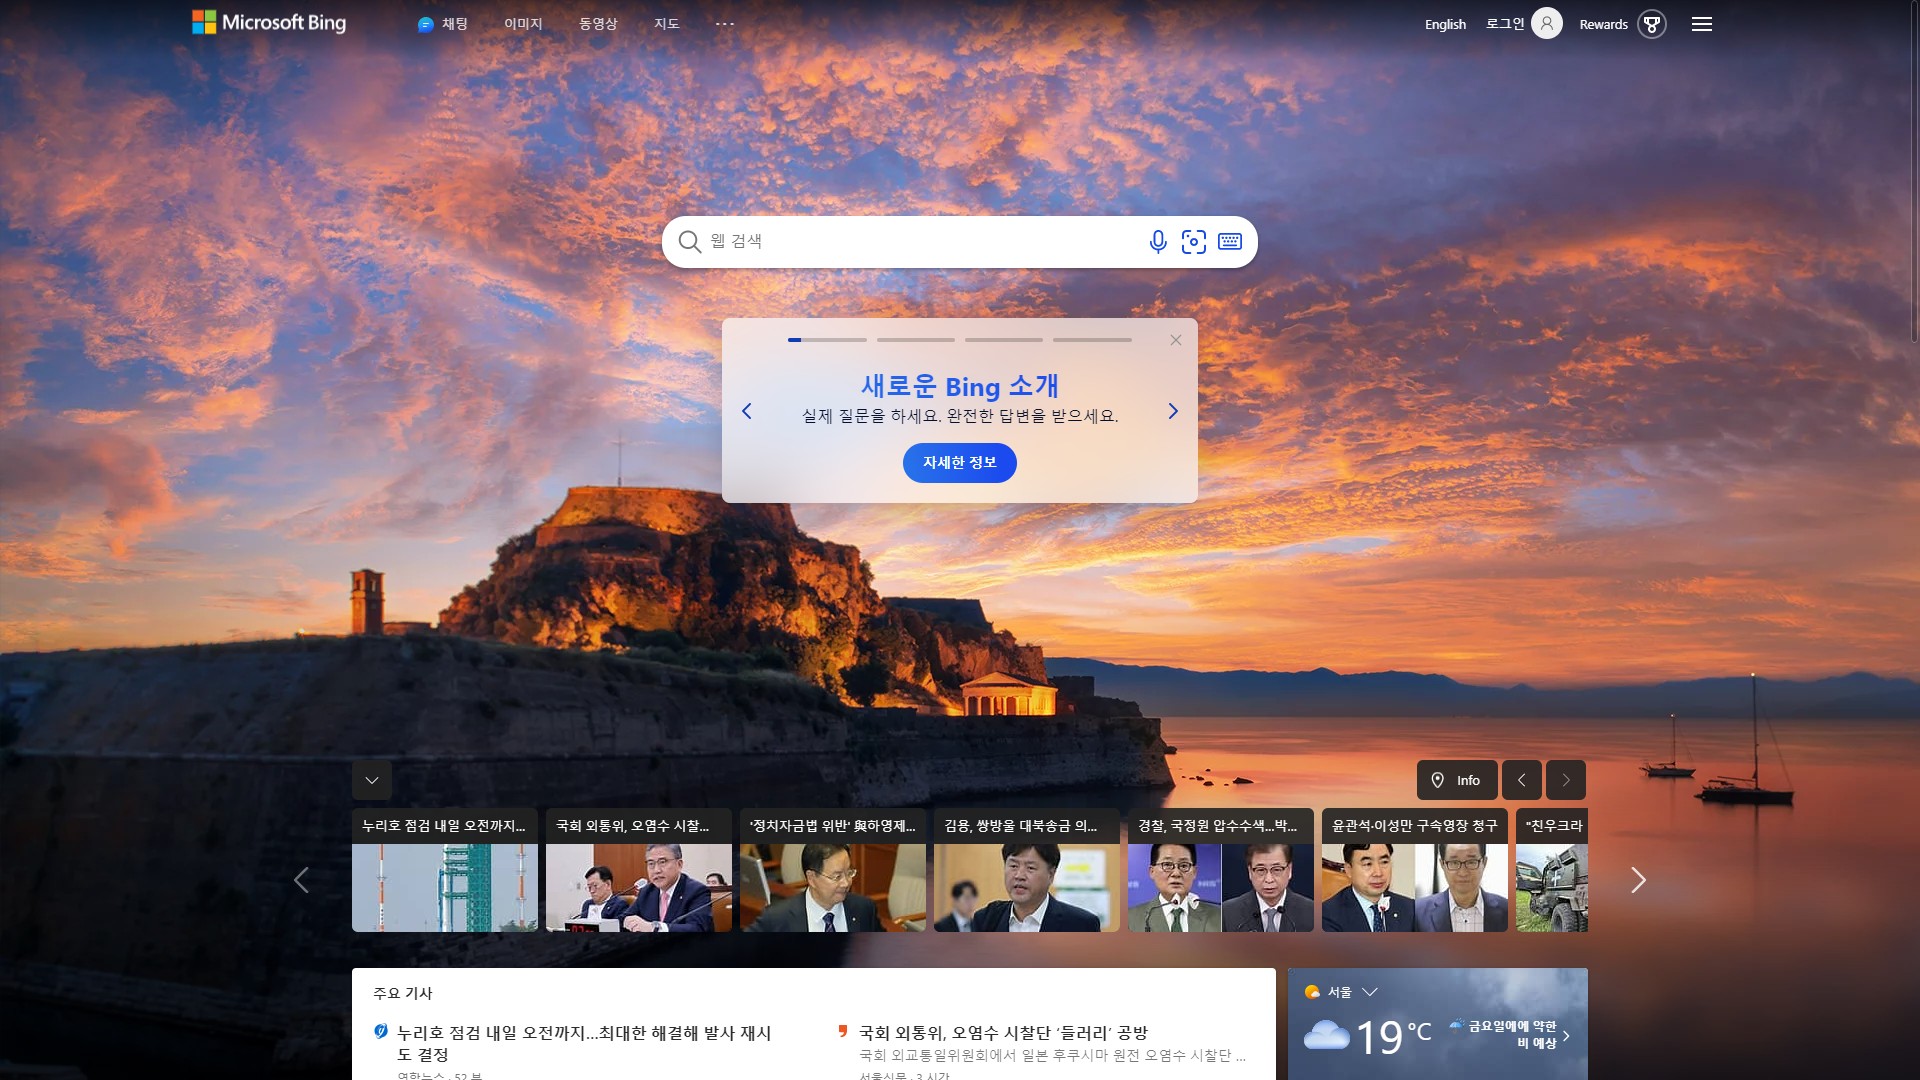 Microsoft Bing
채팅
이미지
동영상
지도
English
로그인
Rewards
웹 검색
새로운 Bing 소개
실제 질문을 하세요. 완전한 답변을 받으세요.
자세한 정보
Info
누리호 점검 내일 오전까지...
국회 외통위, 오염수 시찰...
'정치자금법 위반' 與하영제...
김용, 쌍방울 대북송금 의...
경찰, 국정원 압수수색...박...
윤관석·이성만 구속영장 청구
"친우크라
주요 기사
누리호 점검 내일 오전까지...최대한 해결해 발사 재시
도 결정
연합뉴스 · 52 분
국회 외통위, 오염수 시찰단 ‘들러리’ 공방
국회 외교통일위원회에서 일본 후쿠시마 원전 오염수 시찰단 ...
서울신문 · 3 시간
서울
19 °C
금요일에에 약한
비 예상